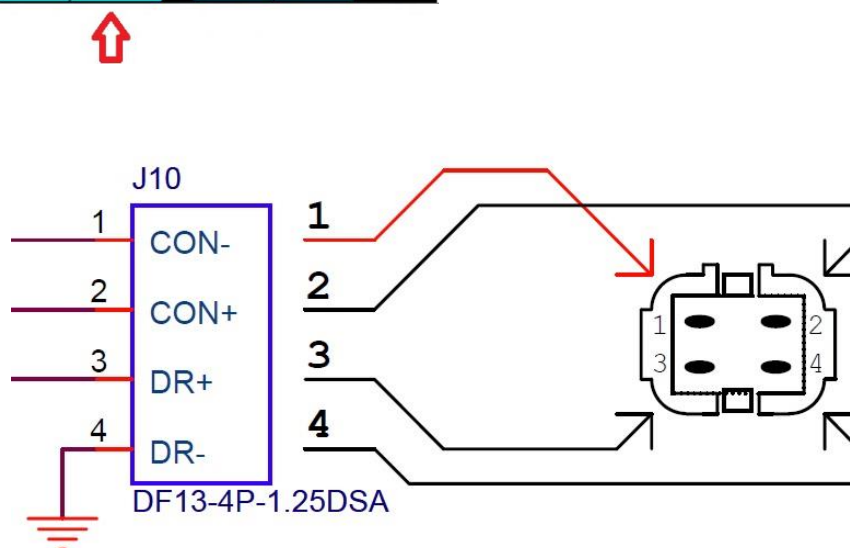 J10
1 CON- 1
2 CON+ 2
3 DR+ 3
4 DR- 4
1 2
3 4
DF13-4P-1.25DSA